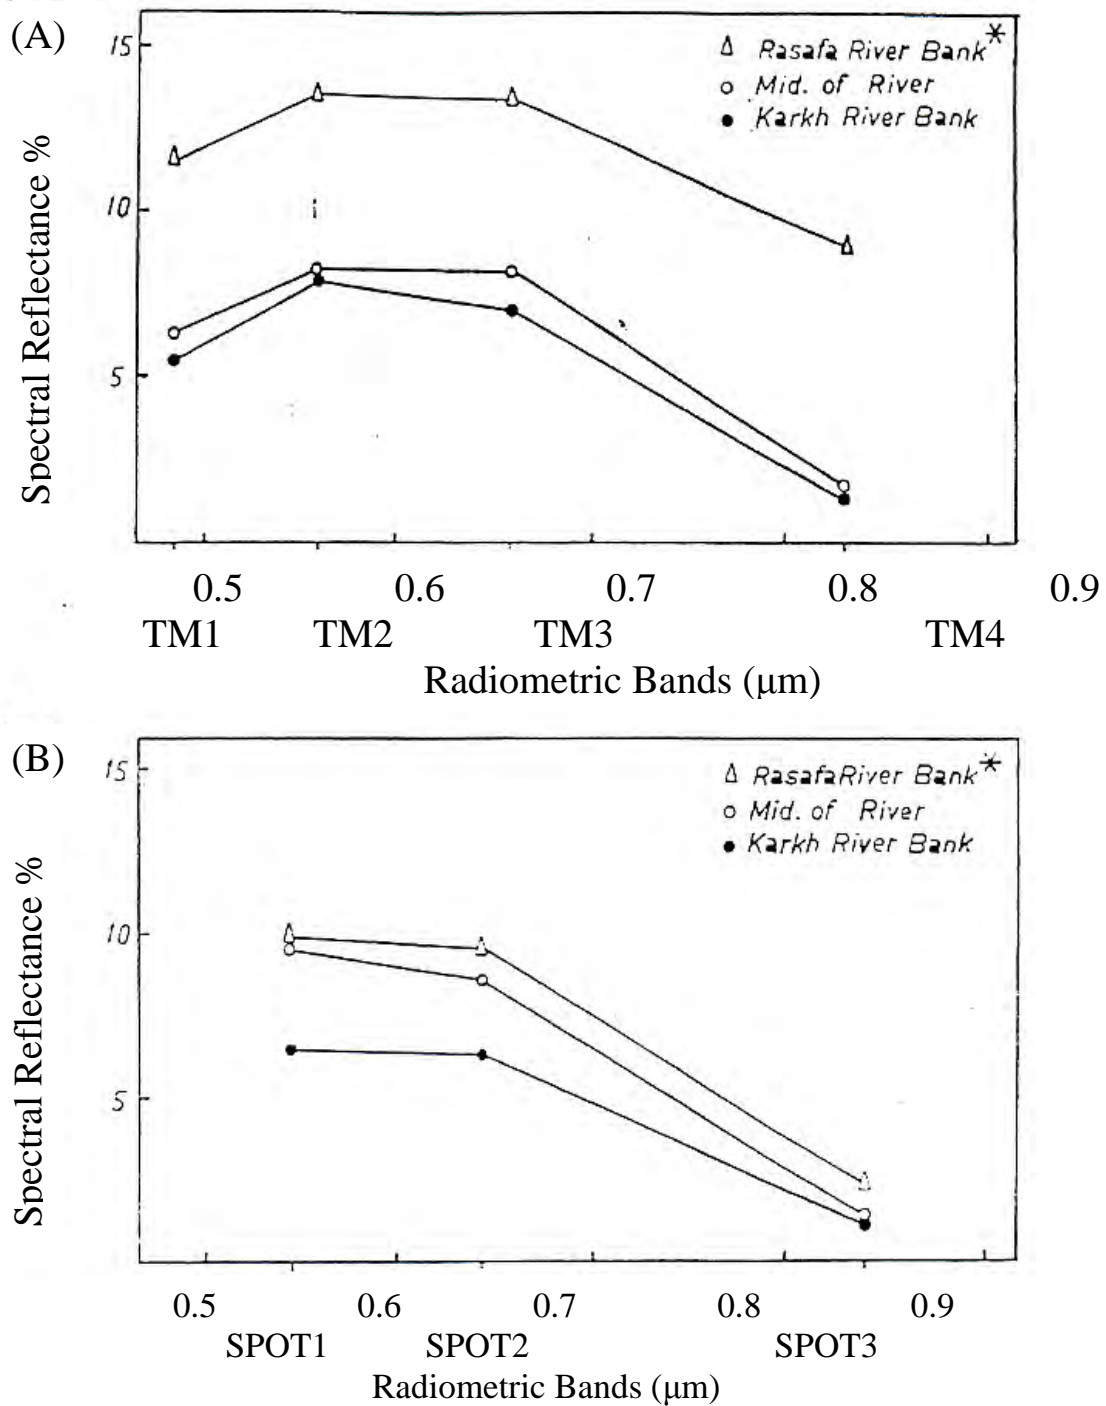 (A)
15
10
5
Spectral Reflectance %
Rasafa River Bank*
Mid. of River
Karkh River Bank
0.5 0.6 0.7 0.8 0.9
TM1 TM2 TM3 TM4
Radiometric Bands (μm)
(B)
15
10
5
Spectral Reflectance %
Rasafa River Bank*
Mid. of River
Karkh River Bank
0.5 0.6 0.7 0.8 0.9
SPOT1 SPOT2 SPOT3
Radiometric Bands (μm)